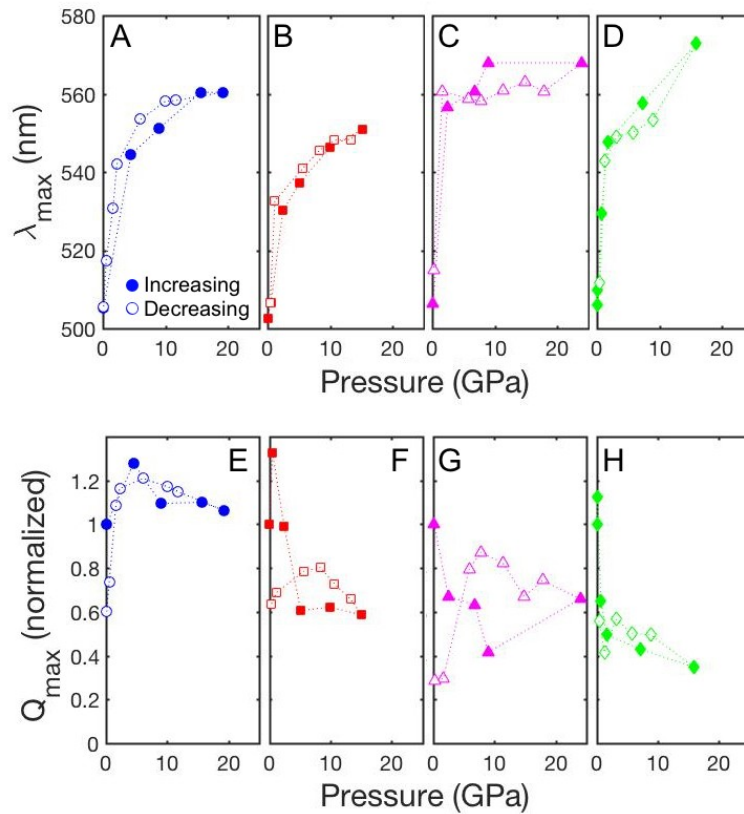 580
560
540
520
500
λmax (nm)
A
B
C
D
Increasing
Decreasing
0 10 20
0 10 20
0 10 20
0 10 20
Pressure (GPa)
1.2
1
0.8
0.6
0.4
0.2
0
Qmax (normalized)
E
F
G
H
0 10 20
0 10 20
0 10 20
0 10 20
Pressure (GPa)